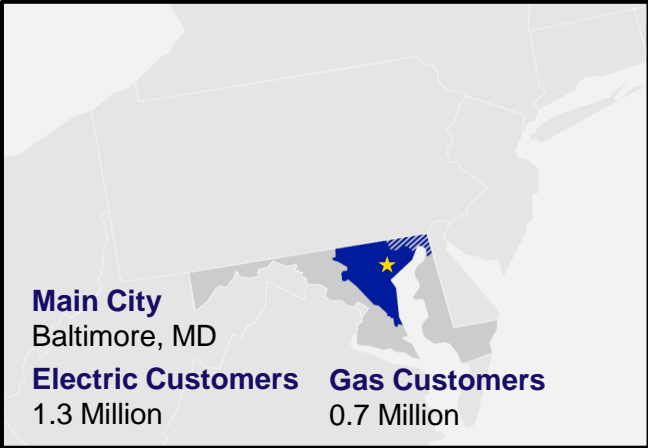 Main City
Baltimore, MD
Electric Customers
1.3 Million
Gas Customers
0.7 Million